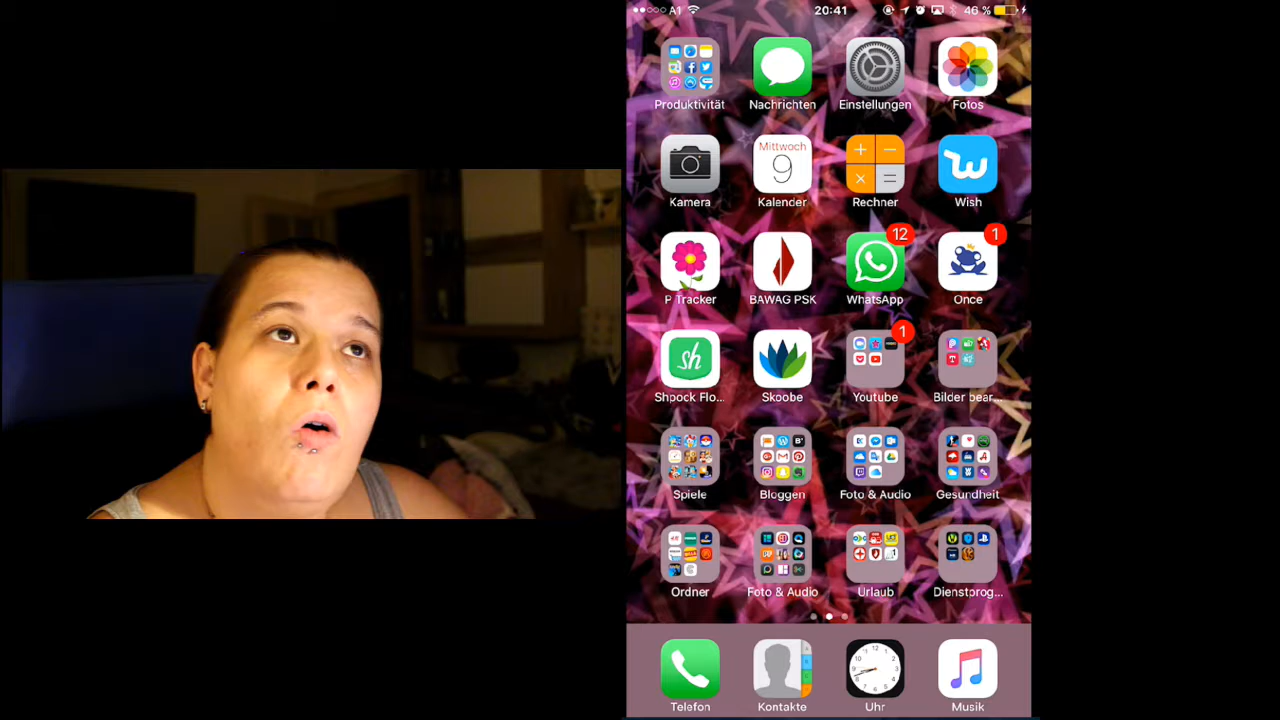 A1 20:41 46 %
Produktivität Nachrichten Einstellungen Fotos
Mittwoch
9
Kamera Kalender Rechner Wish
12 1
P Tracker BAWAG PSK WhatsApp Once
sh 1
Shpock Flo... Skoobe Youtube Bilder bear...
Spiele Bloggen Foto & Audio Gesundheit
Ordner Foto & Audio Urlaub Dienstprog...
Telefon Kontakte Uhr Musik